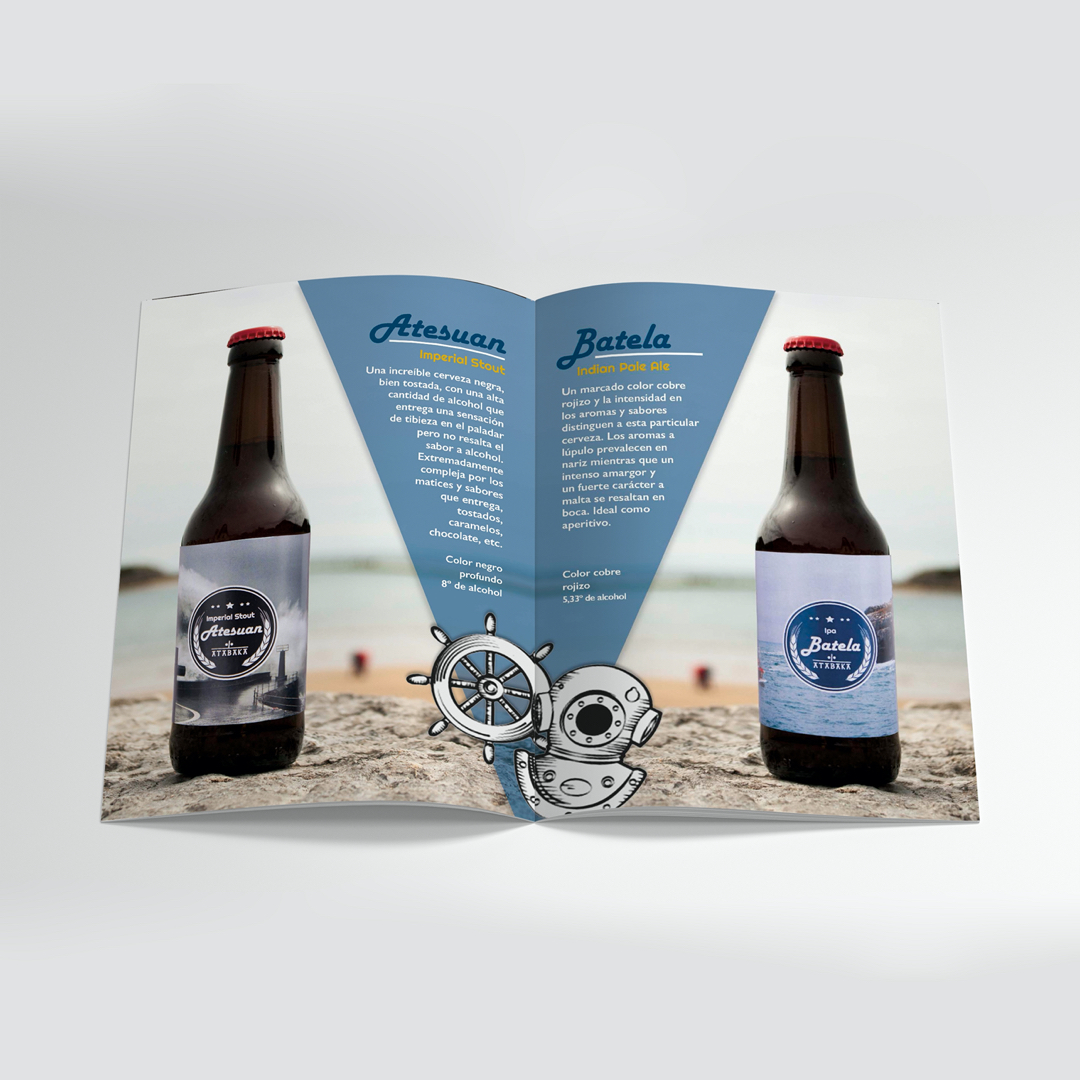 Atesuan
Imperial Stout
Una increíble cerveza negra,
bien tostada, con una alta
cantidad de alcohol que
entrega una sensación
de tibieza en el paladar
pero no resalta el
sabor a alcohol.
Extremadamente
compleja por los
matices y sabores
que entrega,
tostados,
caramelos,
chocolate, etc.
Color negro
profundo
8º de alcohol
Batela
Indian Pale Ale
Un marcado color cobre
rojizo y la intensidad en
los aromas y sabores
distinguen a esta particular
cerveza. Los aromas a
lúpulo prevalecen en
nariz mientras que un
intenso amargor y
un fuerte carácter a
malta se resaltan en
boca. Ideal como
aperitivo.
Color cobre
rojizo
5,33º de alcohol
Imperial Stout
Atesuan
ATABAKA
Ipa
Batela
ATABAKA